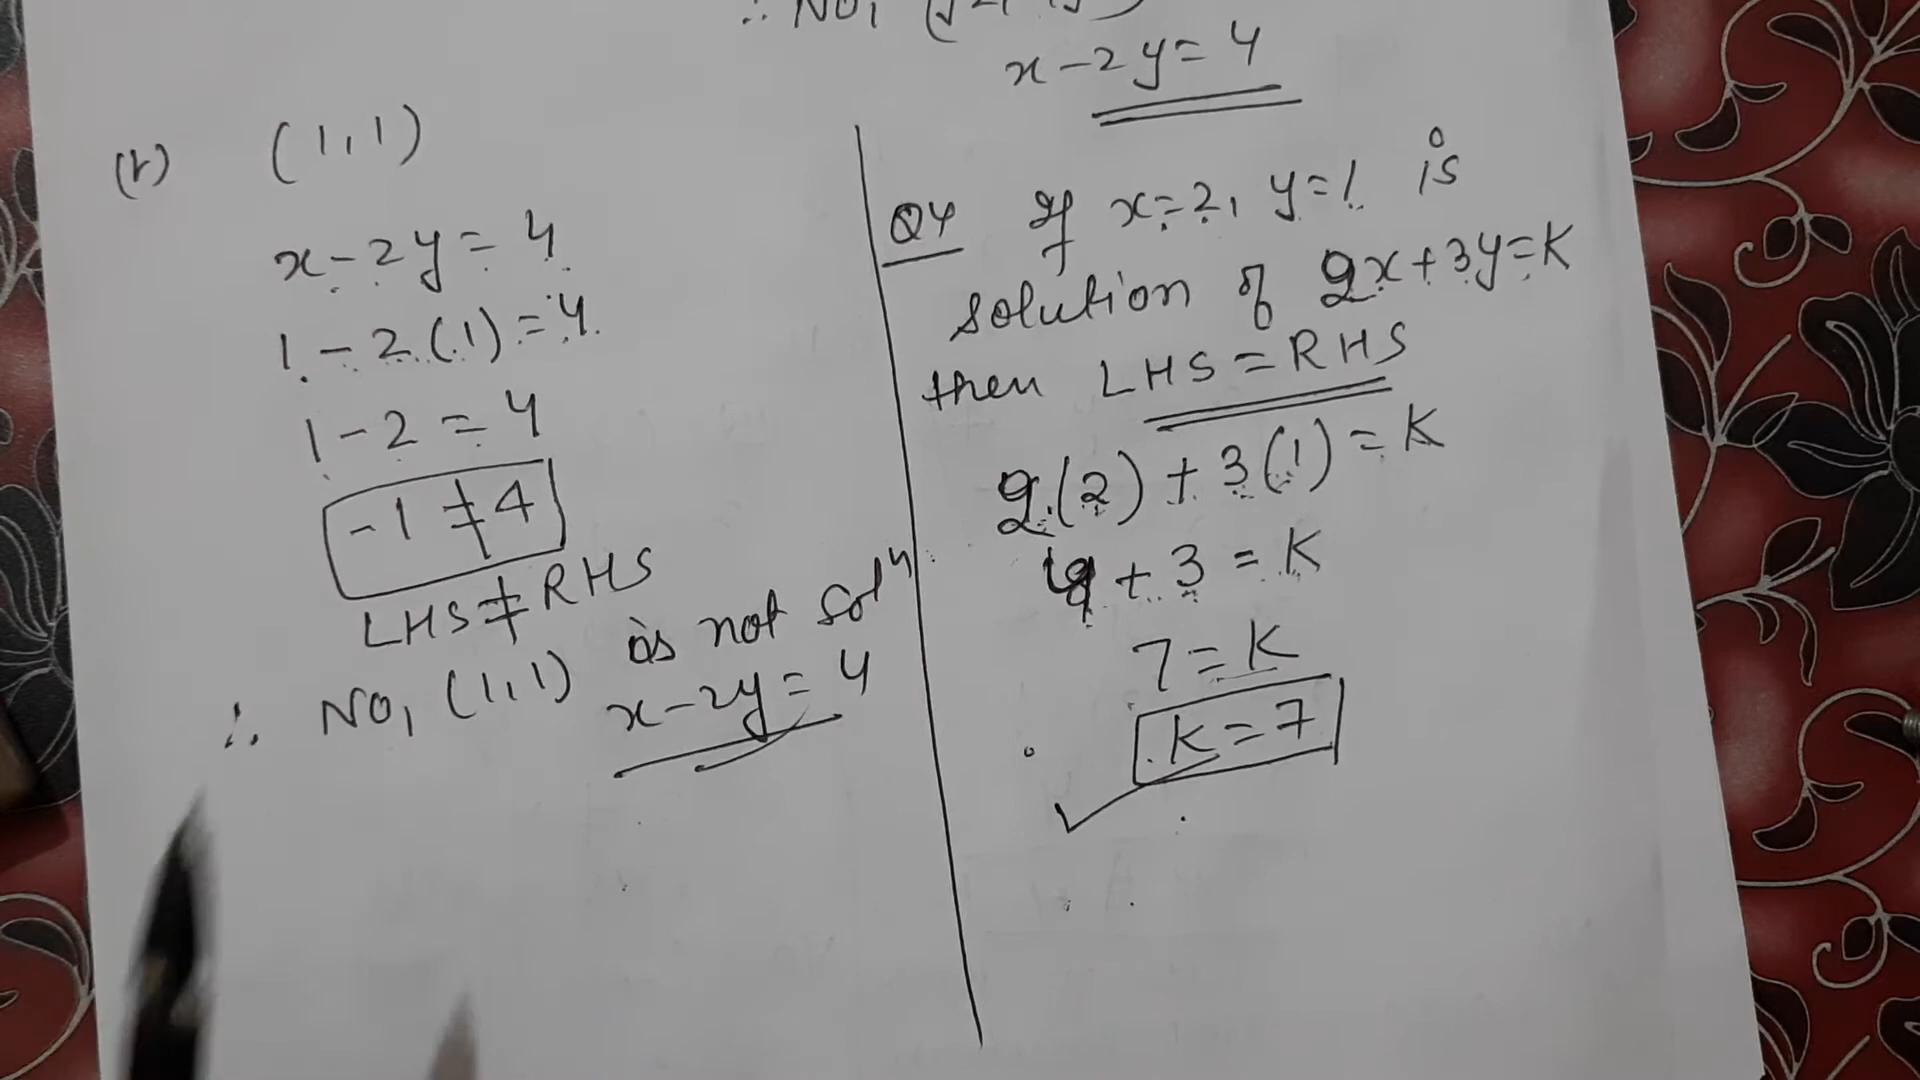 ∴ No,
x-2y=4
(v) (1,1)
x-2y=4
1-2(1)=4
1-2=4
-1≠4
LHS≠RHS
∴ No, (1,1) is not solⁿ
x-2y=4
Q4 If x=2, y=1 is
solution of 2x+3y=K
then LHS=RHS
2(2)+3(1)=K
4+3=K
7=K
K=7